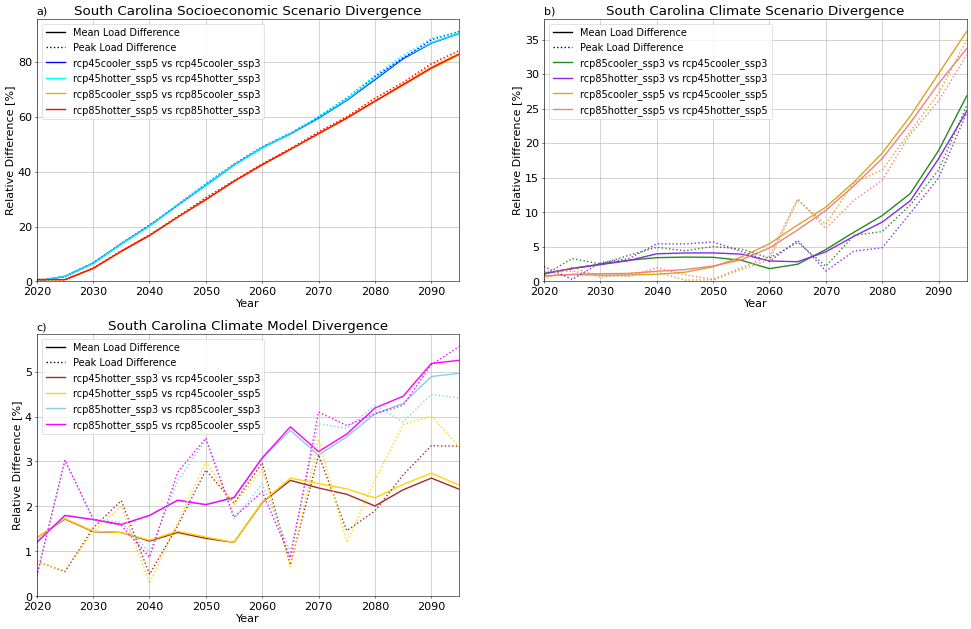 a)
South Carolina Socioeconomic Scenario Divergence
Mean Load Difference
Peak Load Difference
rcp45cooler_ssp5 vs rcp45cooler_ssp3
rcp45hotter_ssp5 vs rcp45hotter_ssp3
rcp85cooler_ssp5 vs rcp85cooler_ssp3
rcp85hotter_ssp5 vs rcp85hotter_ssp3
Relative Difference [%]
80
60
40
20
0
2020 2030 2040 2050 2060 2070 2080 2090
Year
b)
South Carolina Climate Scenario Divergence
Mean Load Difference
Peak Load Difference
rcp85cooler_ssp3 vs rcp45cooler_ssp3
rcp85hotter_ssp3 vs rcp45hotter_ssp3
rcp85cooler_ssp5 vs rcp45cooler_ssp5
rcp85hotter_ssp5 vs rcp45hotter_ssp5
Relative Difference [%]
35
30
25
20
15
10
5
0
2020 2030 2040 2050 2060 2070 2080 2090
Year
c)
South Carolina Climate Model Divergence
Mean Load Difference
Peak Load Difference
rcp45hotter_ssp3 vs rcp45cooler_ssp3
rcp45hotter_ssp5 vs rcp45cooler_ssp5
rcp85hotter_ssp3 vs rcp85cooler_ssp3
rcp85hotter_ssp5 vs rcp85cooler_ssp5
Relative Difference [%]
5
4
3
2
1
0
2020 2030 2040 2050 2060 2070 2080 2090
Year